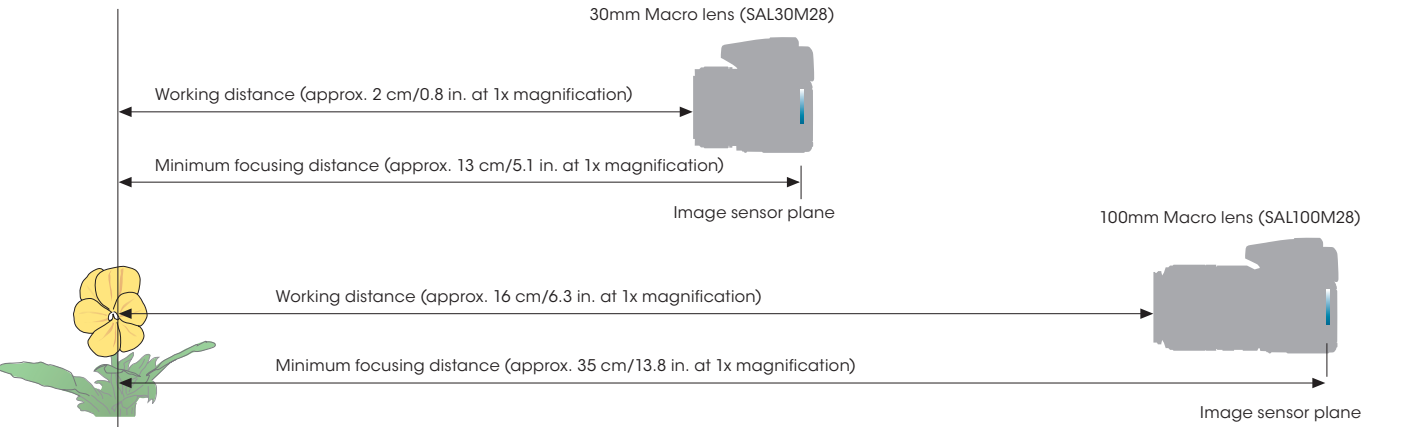 30mm Macro lens (SAL30M28)
Working distance (approx. 2 cm/0.8 in. at 1x magnification)
Minimum focusing distance (approx. 13 cm/5.1 in. at 1x magnification)
Image sensor plane
100mm Macro lens (SAL100M28)
Working distance (approx. 16 cm/6.3 in. at 1x magnification)
Minimum focusing distance (approx. 35 cm/13.8 in. at 1x magnification)
Image sensor plane